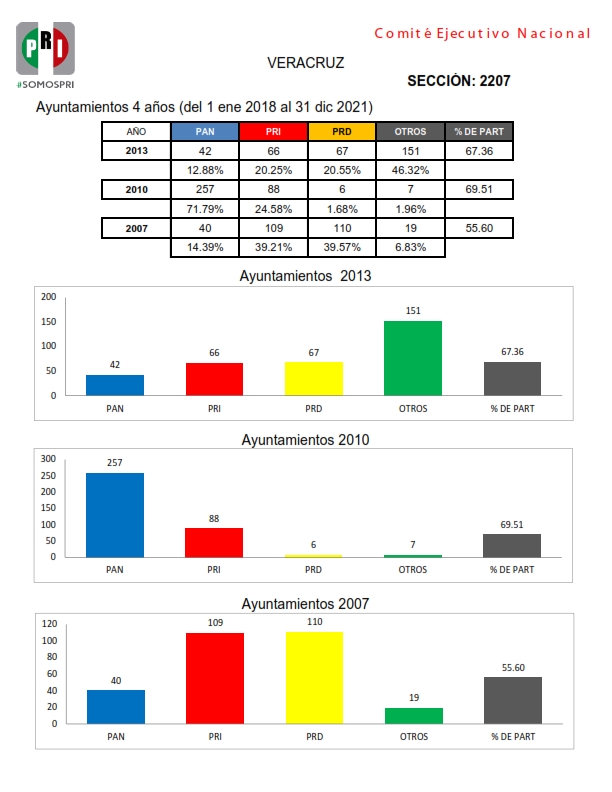 Comité Ejecutivo Nacional
PRI
#SOMOSPRI
VERACRUZ
SECCIÓN: 2207
Ayuntamientos 4 años (del 1 ene 2018 al 31 dic 2021)
AÑO PAN PRI PRD OTROS % DE PART
2013 42 66 67 151 67.36
12.88% 20.25% 20.55% 46.32%
2010 257 88 6 7 69.51
71.79% 24.58% 1.68% 1.96%
2007 40 109 110 19 55.60
14.39% 39.21% 39.57% 6.83%
Ayuntamientos 2013
200
150
100
50
0
42 66 67 151 67.36
PAN PRI PRD OTROS % DE PART
Ayuntamientos 2010
300
250
200
150
100
50
0
257 88 6 7 69.51
PAN PRI PRD OTROS % DE PART
Ayuntamientos 2007
120
100
80
60
40
20
0
40 109 110 19 55.60
PAN PRI PRD OTROS % DE PART